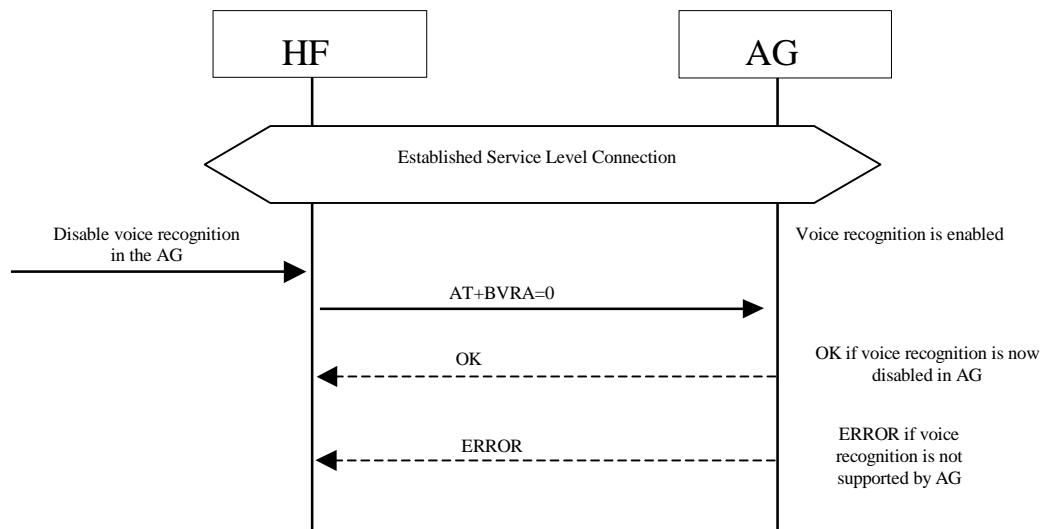 HF
AG
Established Service Level Connection
Disable voice recognition
in the AG
Voice recognition is enabled
AT+BVRA=0
OK
OK if voice recognition is now
disabled in AG
ERROR
ERROR if voice
recognition is not
supported by AG